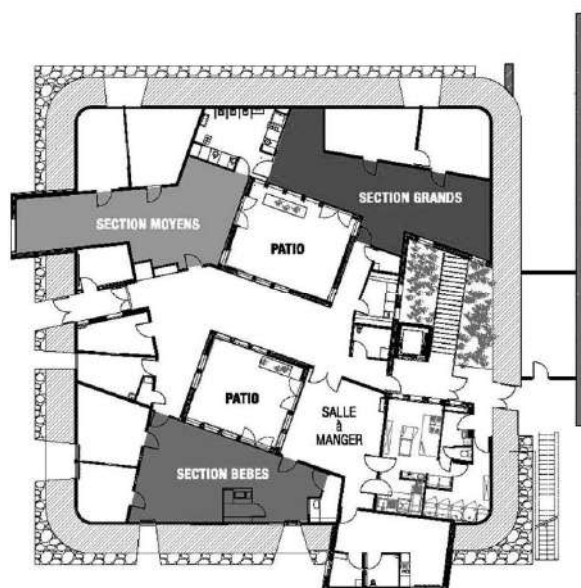 SECTION GRANDS
SECTION MOYENS
PATIO
PATIO
SALLE
à
MANGER
SECTION BEBES